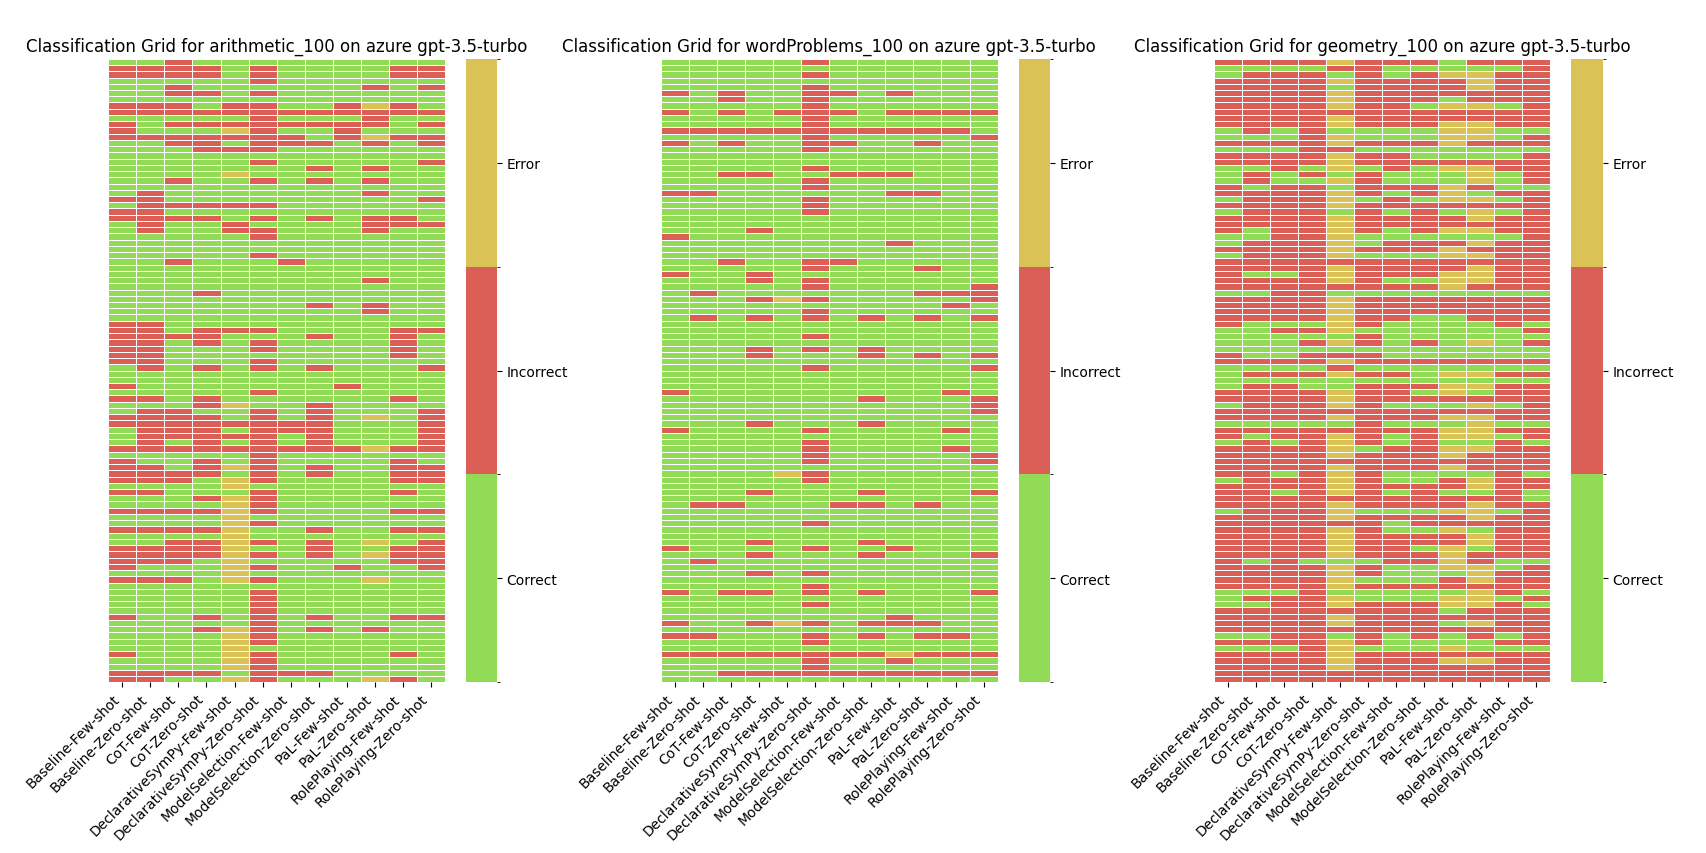 Classification Grid for arithmetic_100 on azure gpt-3.5-turbo
Error
Incorrect
Correct
Baseline-Few-shot
Baseline-Zero-shot
CoT-Few-shot
CoT-Zero-shot
DeclarativeSymPy-Few-shot
DeclarativeSymPy-Zero-shot
ModelSelection-Few-shot
ModelSelection-Zero-shot
PaL-Few-shot
PaL-Zero-shot
RolePlaying-Few-shot
RolePlaying-Zero-shot
Classification Grid for wordProblems_100 on azure gpt-3.5-turbo
Error
Incorrect
Correct
Baseline-Few-shot
Baseline-Zero-shot
CoT-Few-shot
CoT-Zero-shot
DeclarativeSymPy-Few-shot
DeclarativeSymPy-Zero-shot
ModelSelection-Few-shot
ModelSelection-Zero-shot
PaL-Few-shot
PaL-Zero-shot
RolePlaying-Few-shot
RolePlaying-Zero-shot
Classification Grid for geometry_100 on azure gpt-3.5-turbo
Error
Incorrect
Correct
Baseline-Few-shot
Baseline-Zero-shot
CoT-Few-shot
CoT-Zero-shot
DeclarativeSymPy-Few-shot
DeclarativeSymPy-Zero-shot
ModelSelection-Few-shot
ModelSelection-Zero-shot
PaL-Few-shot
PaL-Zero-shot
RolePlaying-Few-shot
RolePlaying-Zero-shot